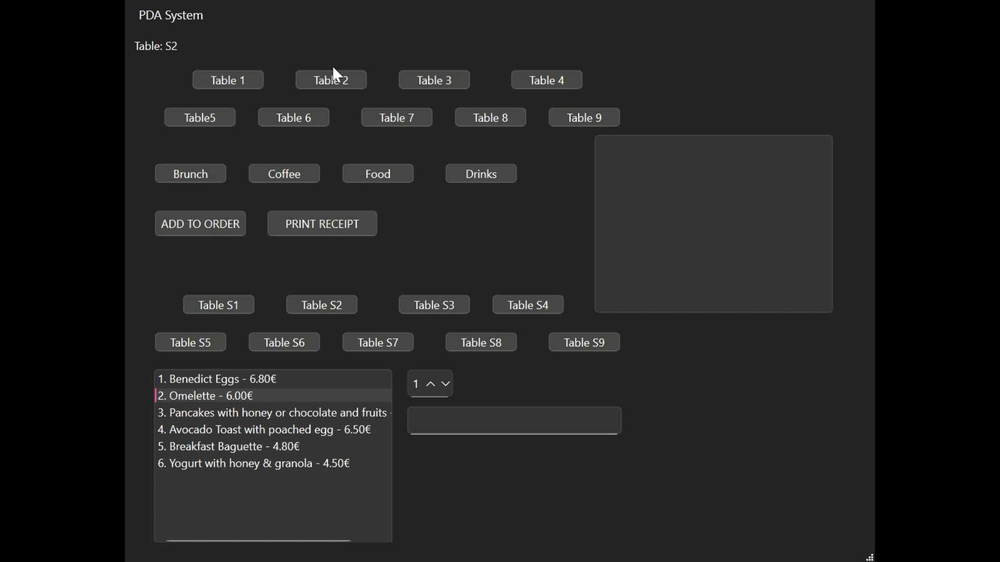 PDA System
Table: S2
Table 1 Table 2 Table 3 Table 4
Table5 Table 6 Table 7 Table 8 Table 9
Brunch Coffee Food Drinks
ADD TO ORDER PRINT RECEIPT
Table S1 Table S2 Table S3 Table S4
Table S5 Table S6 Table S7 Table S8 Table S9
1. Benedict Eggs - 6.80€
2. Omelette - 6.00€
3. Pancakes with honey or chocolate and fruits -
4. Avocado Toast with poached egg - 6.50€
5. Breakfast Baguette - 4.80€
6. Yogurt with honey & granola - 4.50€
1